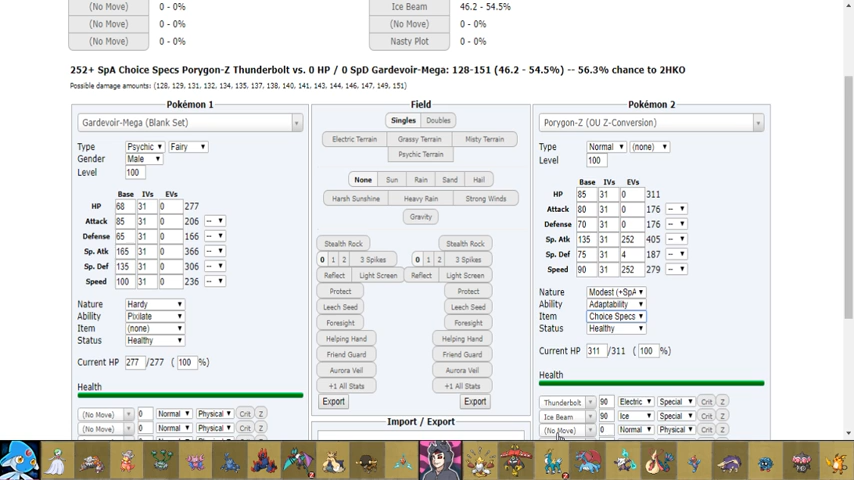 (No Move) 0 - 0% Ice Beam 46.2 - 54.5%
(No Move) 0 - 0% (No Move) 0 - 0%
(No Move) 0 - 0% Nasty Plot 0 - 0%
252+ SpA Choice Specs Porygon-Z Thunderbolt vs. 0 HP / 0 SpD Gardevoir-Mega: 128-151 (46.2 - 54.5%) -- 56.3% chance to 2HKO
Possible damage amounts: (128, 129, 131, 132, 134, 135, 137, 138, 140, 141, 143, 144, 146, 147, 149, 151)
Pokémon 1
Gardevoir-Mega (Blank Set)
Type Psychic Fairy
Gender Male
Level 100
Base IVs EVs
HP 68 31 0 277
Attack 85 31 0 206 --
Defense 65 31 0 166 --
Sp. Atk 165 31 0 366 --
Sp. Def 135 31 0 306 --
Speed 100 31 0 236 --
Nature Hardy
Ability Pixilate
Item (none)
Status Healthy
Current HP 277 /277 ( 100 %)
Health
(No Move) 0 Normal Physical Crit Z
(No Move) 0 Normal Physical Crit Z
Field
Singles Doubles
Electric Terrain Grassy Terrain Misty Terrain
Psychic Terrain
None Sun Rain Sand Hail
Harsh Sunshine Heavy Rain Strong Winds
Gravity
Stealth Rock Stealth Rock
0 1 2 3 Spikes 0 1 2 3 Spikes
Reflect Light Screen Reflect Light Screen
Protect Protect
Leech Seed Leech Seed
Foresight Foresight
Helping Hand Helping Hand
Friend Guard Friend Guard
Aurora Veil Aurora Veil
+1 All Stats +1 All Stats
Export Export
Import / Export
Pokémon 2
Porygon-Z (OU Z-Conversion)
Type Normal (none)
Level 100
Base IVs EVs
HP 85 31 0 311
Attack 80 31 0 176 --
Defense 70 31 0 176 --
Sp. Atk 135 31 252 405 --
Sp. Def 75 31 4 187 --
Speed 90 31 252 279 --
Nature Modest (+SpA
Ability Adaptability
Item Choice Specs
Status Healthy
Current HP 311 /311 ( 100 %)
Health
Thunderbolt 90 Electric Special Crit Z
Ice Beam 90 Ice Special Crit Z
(No Move) 0 Normal Physical Crit Z